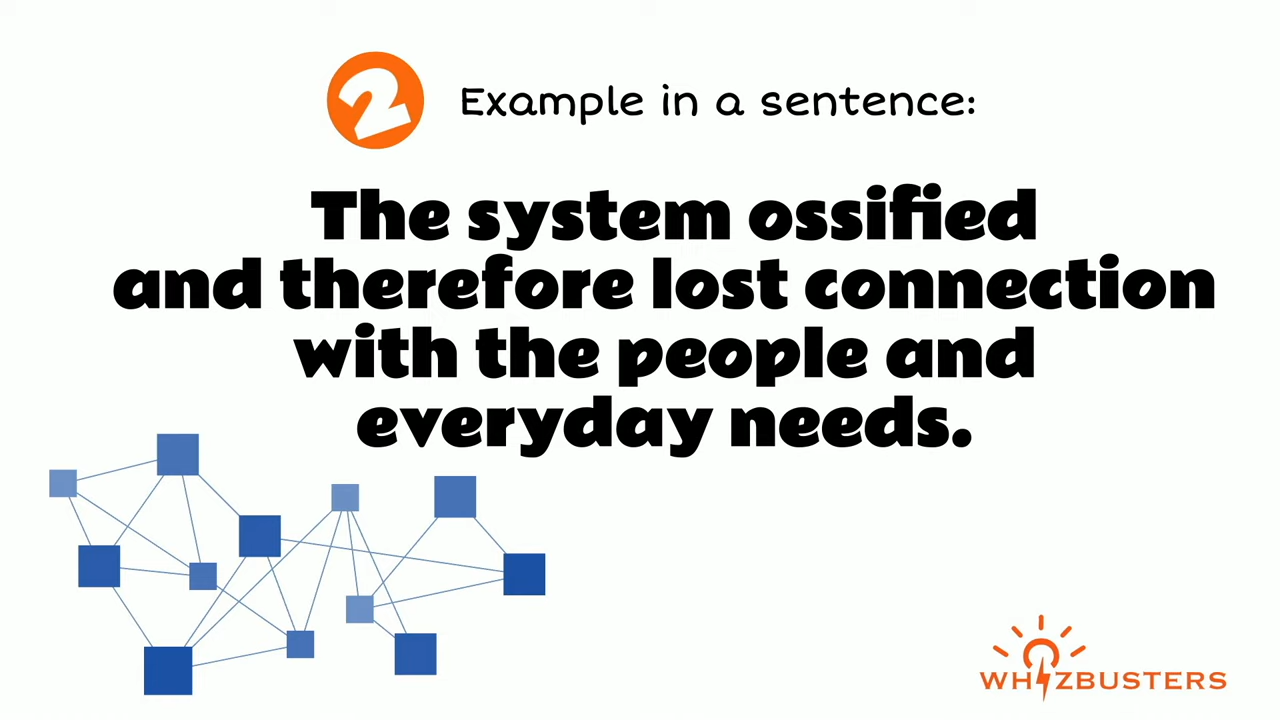 2 Example in a sentence:
The system ossified
and therefore lost connection
with the people and
everyday needs.
WHIZBUSTERS